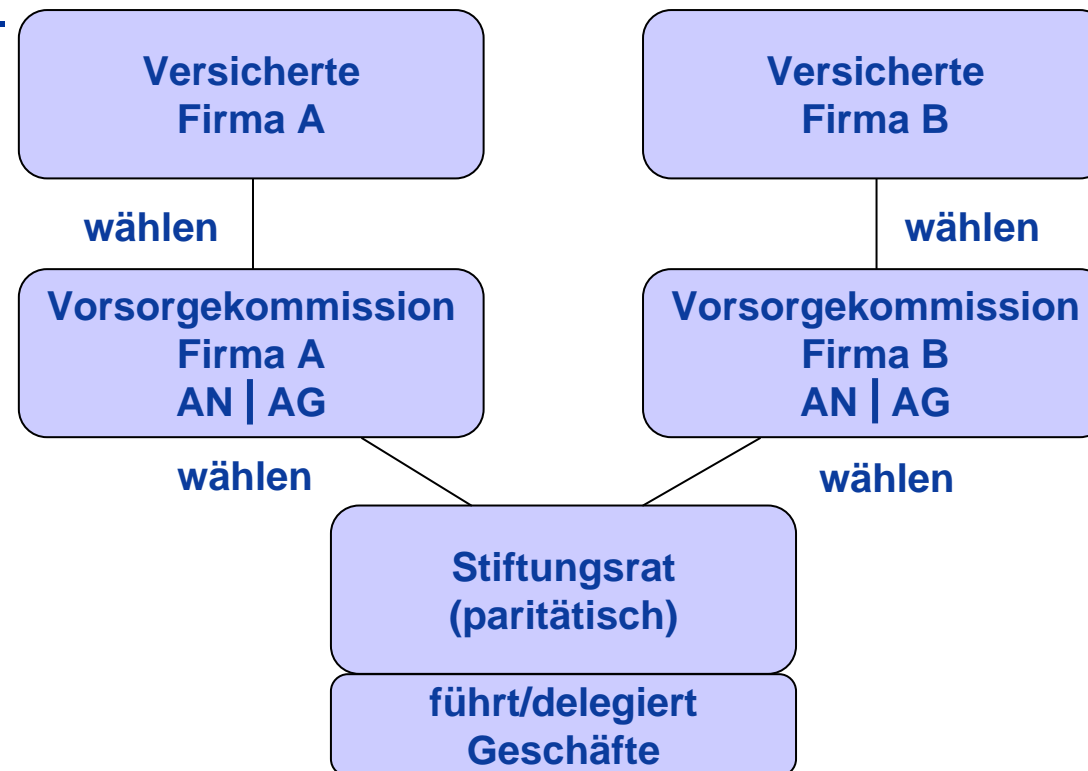 Versicherte
Firma A
Versicherte
Firma B
wählen
wählen
Vorsorgekommission
Firma A
AN | AG
Vorsorgekommission
Firma B
AN | AG
wählen
wählen
Stiftungsrat
(paritätisch)
führt/delegiert
Geschäfte